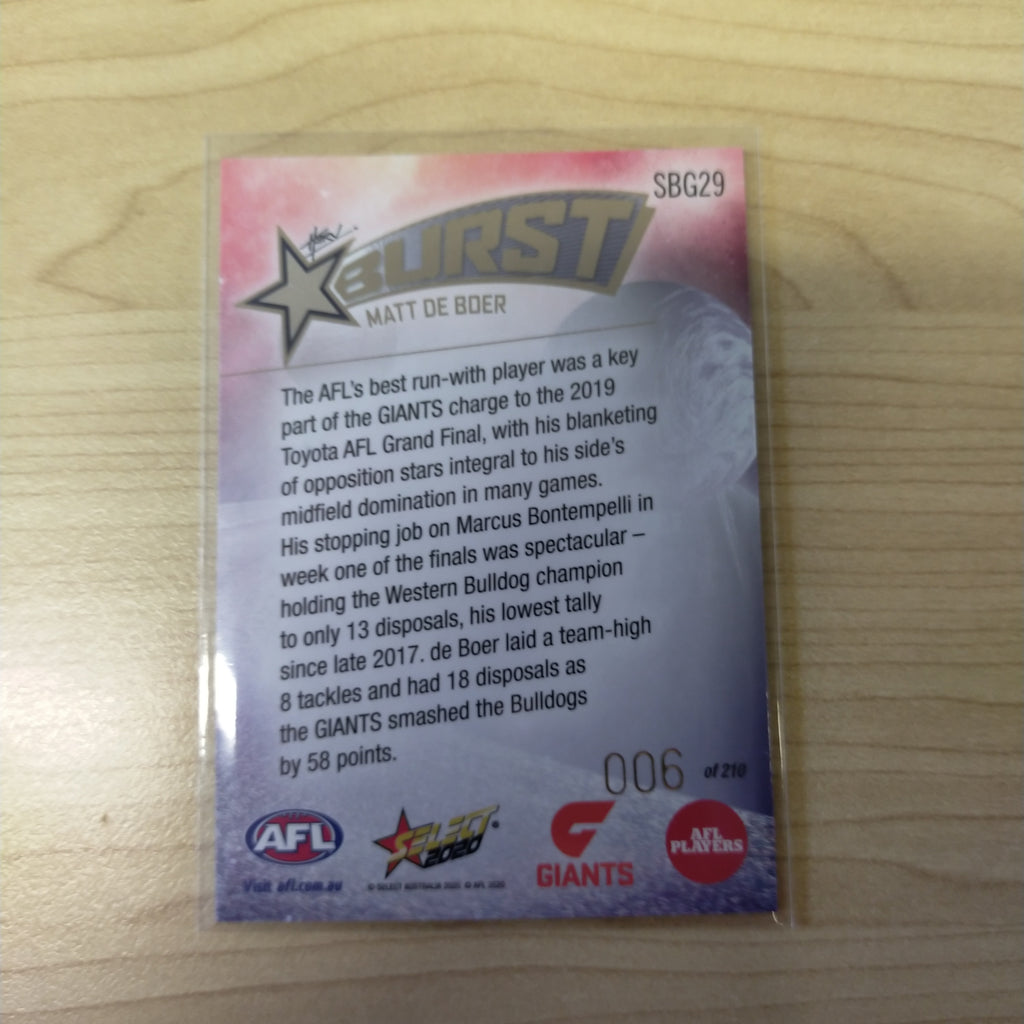 SBG29
BURST
MATT DE BOER
The AFL's best run-with player was a key
part of the GIANTS charge to the 2019
Toyota AFL Grand Final, with his blanketing
of opposition stars integral to his side's
midfield domination in many games.
His stopping job on Marcus Bontempelli in
week one of the finals was spectacular –
holding the Western Bulldog champion
to only 13 disposals, his lowest tally
since late 2017. de Boer laid a team-high
8 tackles and had 18 disposals as
the GIANTS smashed the Bulldogs
by 58 points.
006 of 210
AFL
SELECT
2020
GIANTS
AFL
PLAYERS
Visit afl.com.au
© SELECT AUSTRALIA 2020 © AFL 2020